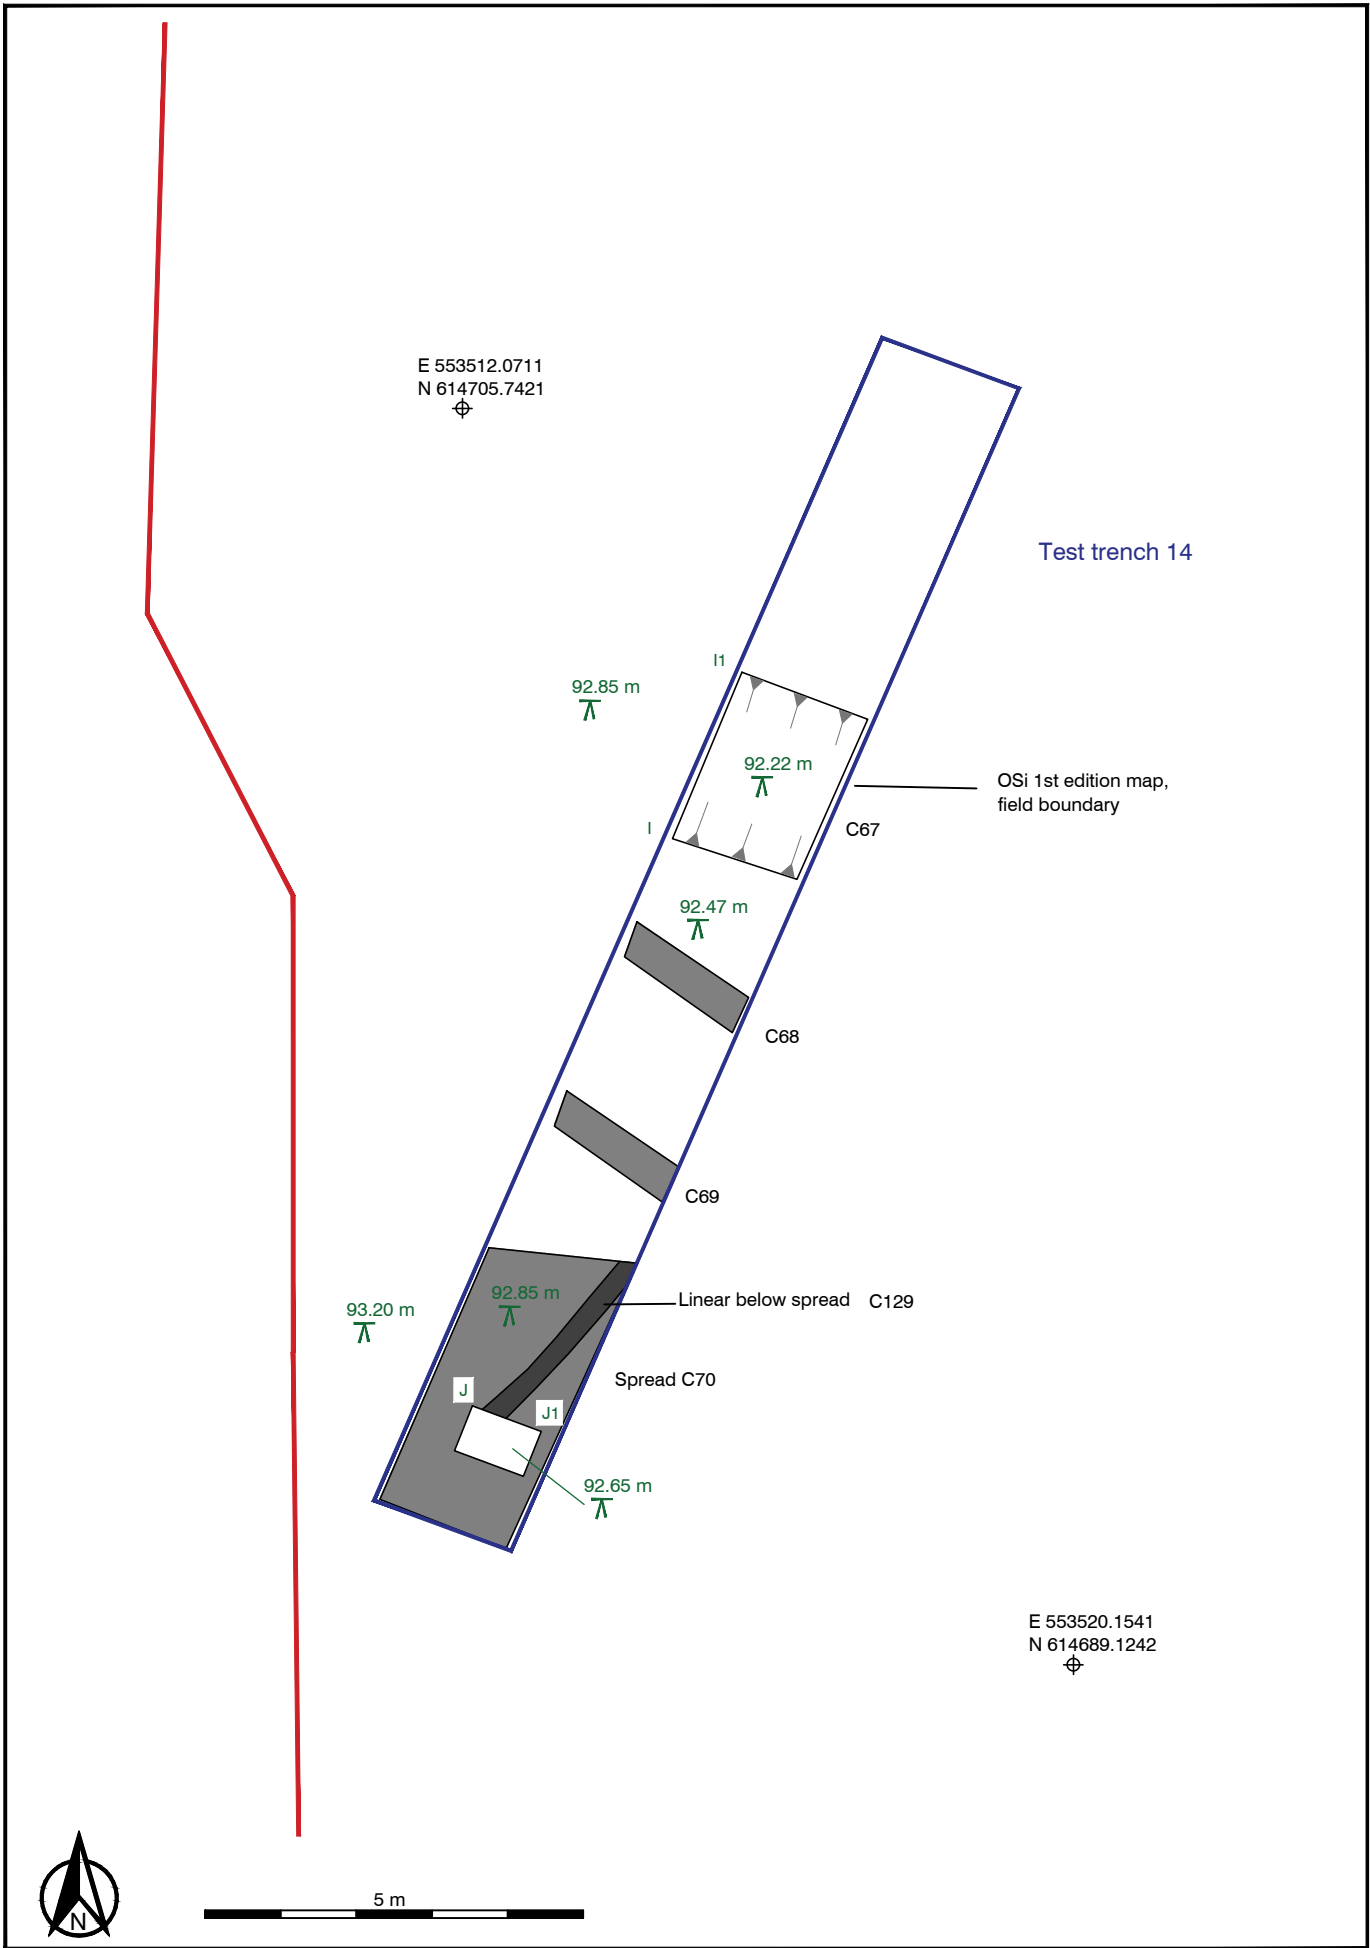 E 553512.0711
N 614705.7421
Test trench 14
I1
92.85 m
92.22 m
OSi 1st edition map,
field boundary
I
C67
92.47 m
C68
C69
92.85 m
Linear below spread C129
93.20 m
Spread C70
J
J1
92.65 m
E 553520.1541
N 614689.1242
5 m
N